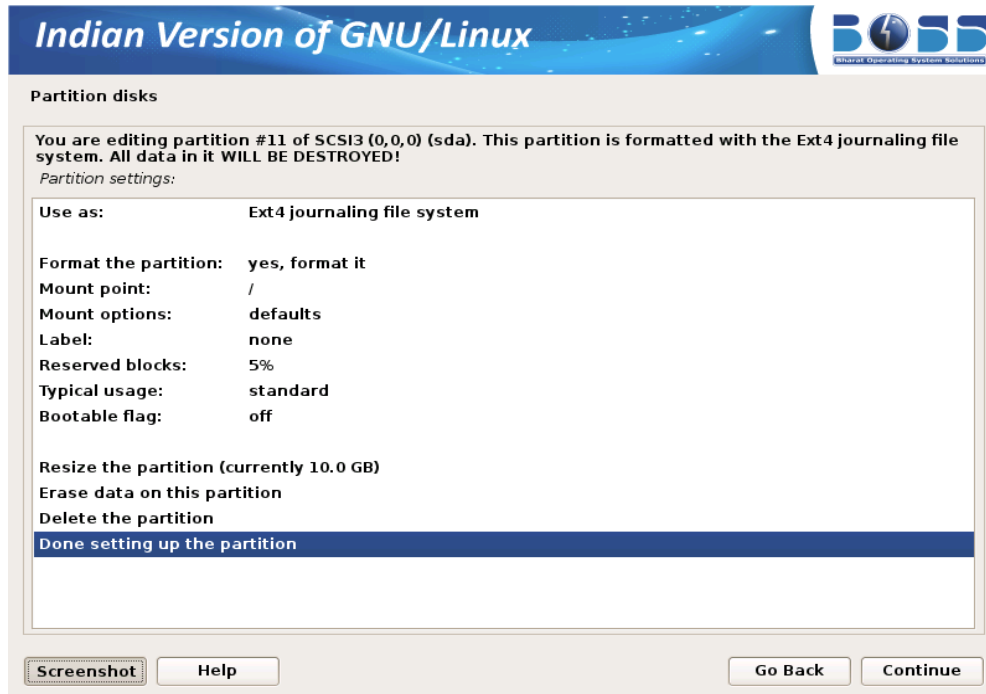 Indian Version of GNU/Linux
BOSS
Bharat Operating System Solutions
Partition disks
You are editing partition #11 of SCSI3 (0,0,0) (sda). This partition is formatted with the Ext4 journaling file
system. All data in it WILL BE DESTROYED!
Partition settings:
Use as: Ext4 journaling file system
Format the partition: yes, format it
Mount point: /
Mount options: defaults
Label: none
Reserved blocks: 5%
Typical usage: standard
Bootable flag: off
Resize the partition (currently 10.0 GB)
Erase data on this partition
Delete the partition
Done setting up the partition
Screenshot Help Go Back Continue